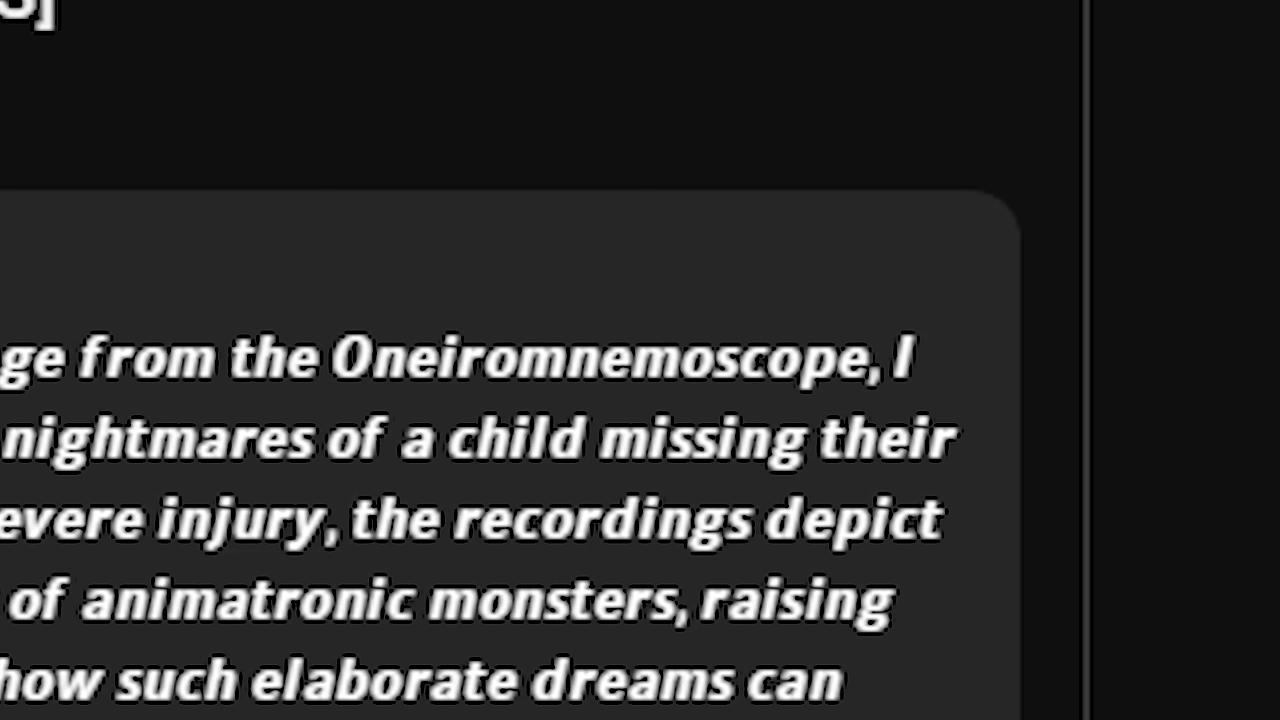 ge from the Oneiromnemoscope, I
nightmares of a child missing their
evere injury, the recordings depict
of animatronic monsters, raising
how such elaborate dreams can